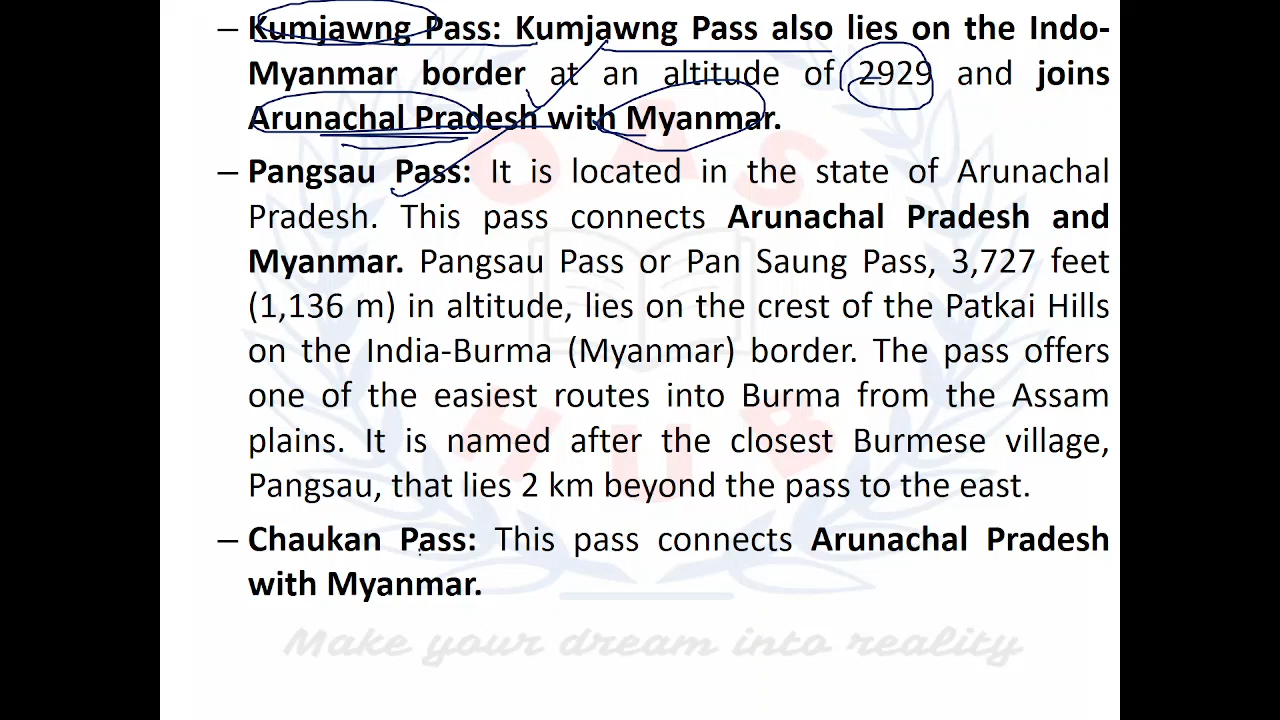 – Kumjawng Pass: Kumjawng Pass also lies on the Indo-
Myanmar border at an altitude of 2929 and joins
Arunachal Pradesh with Myanmar.
– Pangsau Pass: It is located in the state of Arunachal
Pradesh. This pass connects Arunachal Pradesh and
Myanmar. Pangsau Pass or Pan Saung Pass, 3,727 feet
(1,136 m) in altitude, lies on the crest of the Patkai Hills
on the India-Burma (Myanmar) border. The pass offers
one of the easiest routes into Burma from the Assam
plains. It is named after the closest Burmese village,
Pangsau, that lies 2 km beyond the pass to the east.
– Chaukan Pass: This pass connects Arunachal Pradesh
with Myanmar.
OAS
HUB
Make your dream into reality